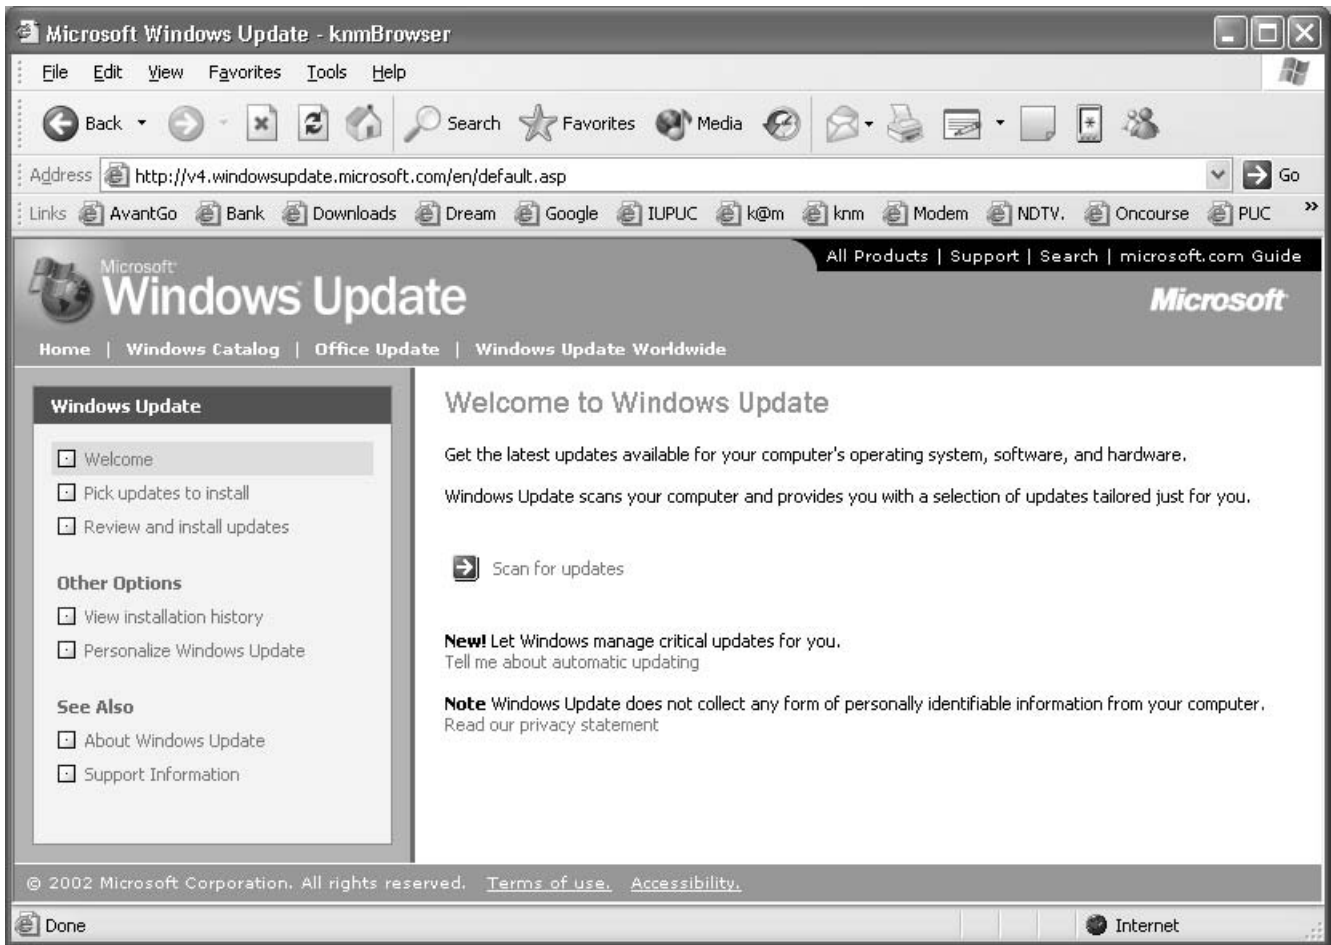 Microsoft Windows Update - knmBrowser
File Edit View Favorites Tools Help
Back Search Favorites Media
Address http://v4.windowsupdate.microsoft.com/en/default.asp Go
Links AvantGo Bank Downloads Dream Google IUPUC k@m knm Modem NDTV. Oncourse PUC »
All Products | Support | Search | microsoft.com Guide
Microsoft
Windows Update
Microsoft
Home | Windows Catalog | Office Update | Windows Update Worldwide
Windows Update
Welcome
Pick updates to install
Review and install updates
Other Options
View installation history
Personalize Windows Update
See Also
About Windows Update
Support Information
Welcome to Windows Update
Get the latest updates available for your computer's operating system, software, and hardware.
Windows Update scans your computer and provides you with a selection of updates tailored just for you.
Scan for updates
New! Let Windows manage critical updates for you.
Tell me about automatic updating
Note Windows Update does not collect any form of personally identifiable information from your computer.
Read our privacy statement
© 2002 Microsoft Corporation. All rights reserved. Terms of use. Accessibility.
Done Internet